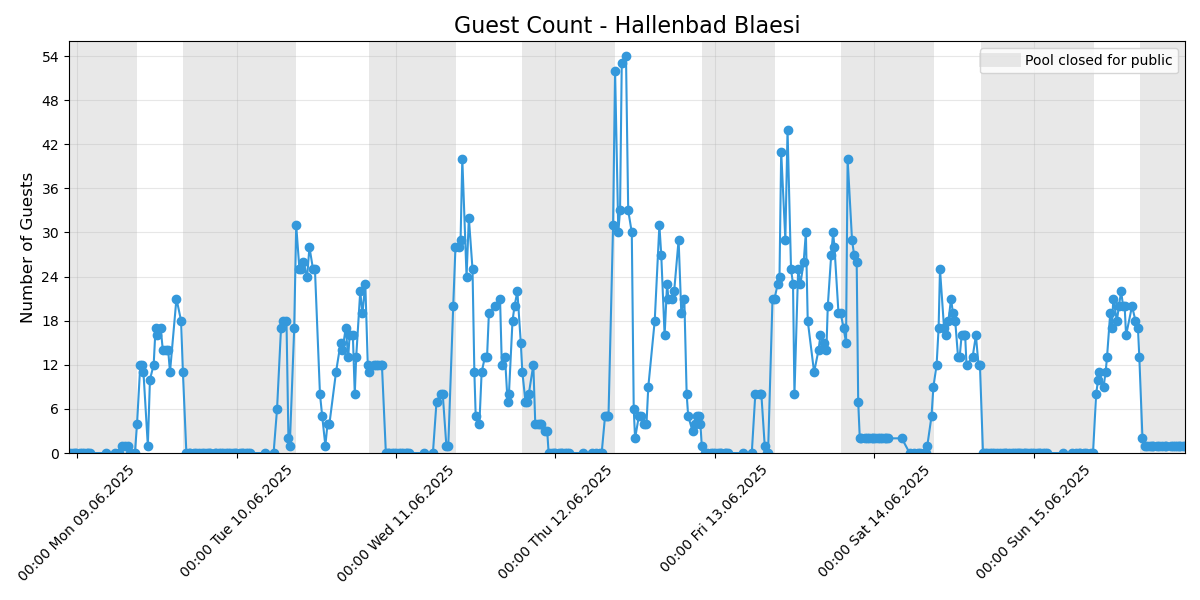 Guest Count - Hallenbad Blaesi
Pool closed for public
Number of Guests
54
48
42
36
30
24
18
12
6
0
00:00 Mon 09.06.2025
00:00 Tue 10.06.2025
00:00 Wed 11.06.2025
00:00 Thu 12.06.2025
00:00 Fri 13.06.2025
00:00 Sat 14.06.2025
00:00 Sun 15.06.2025